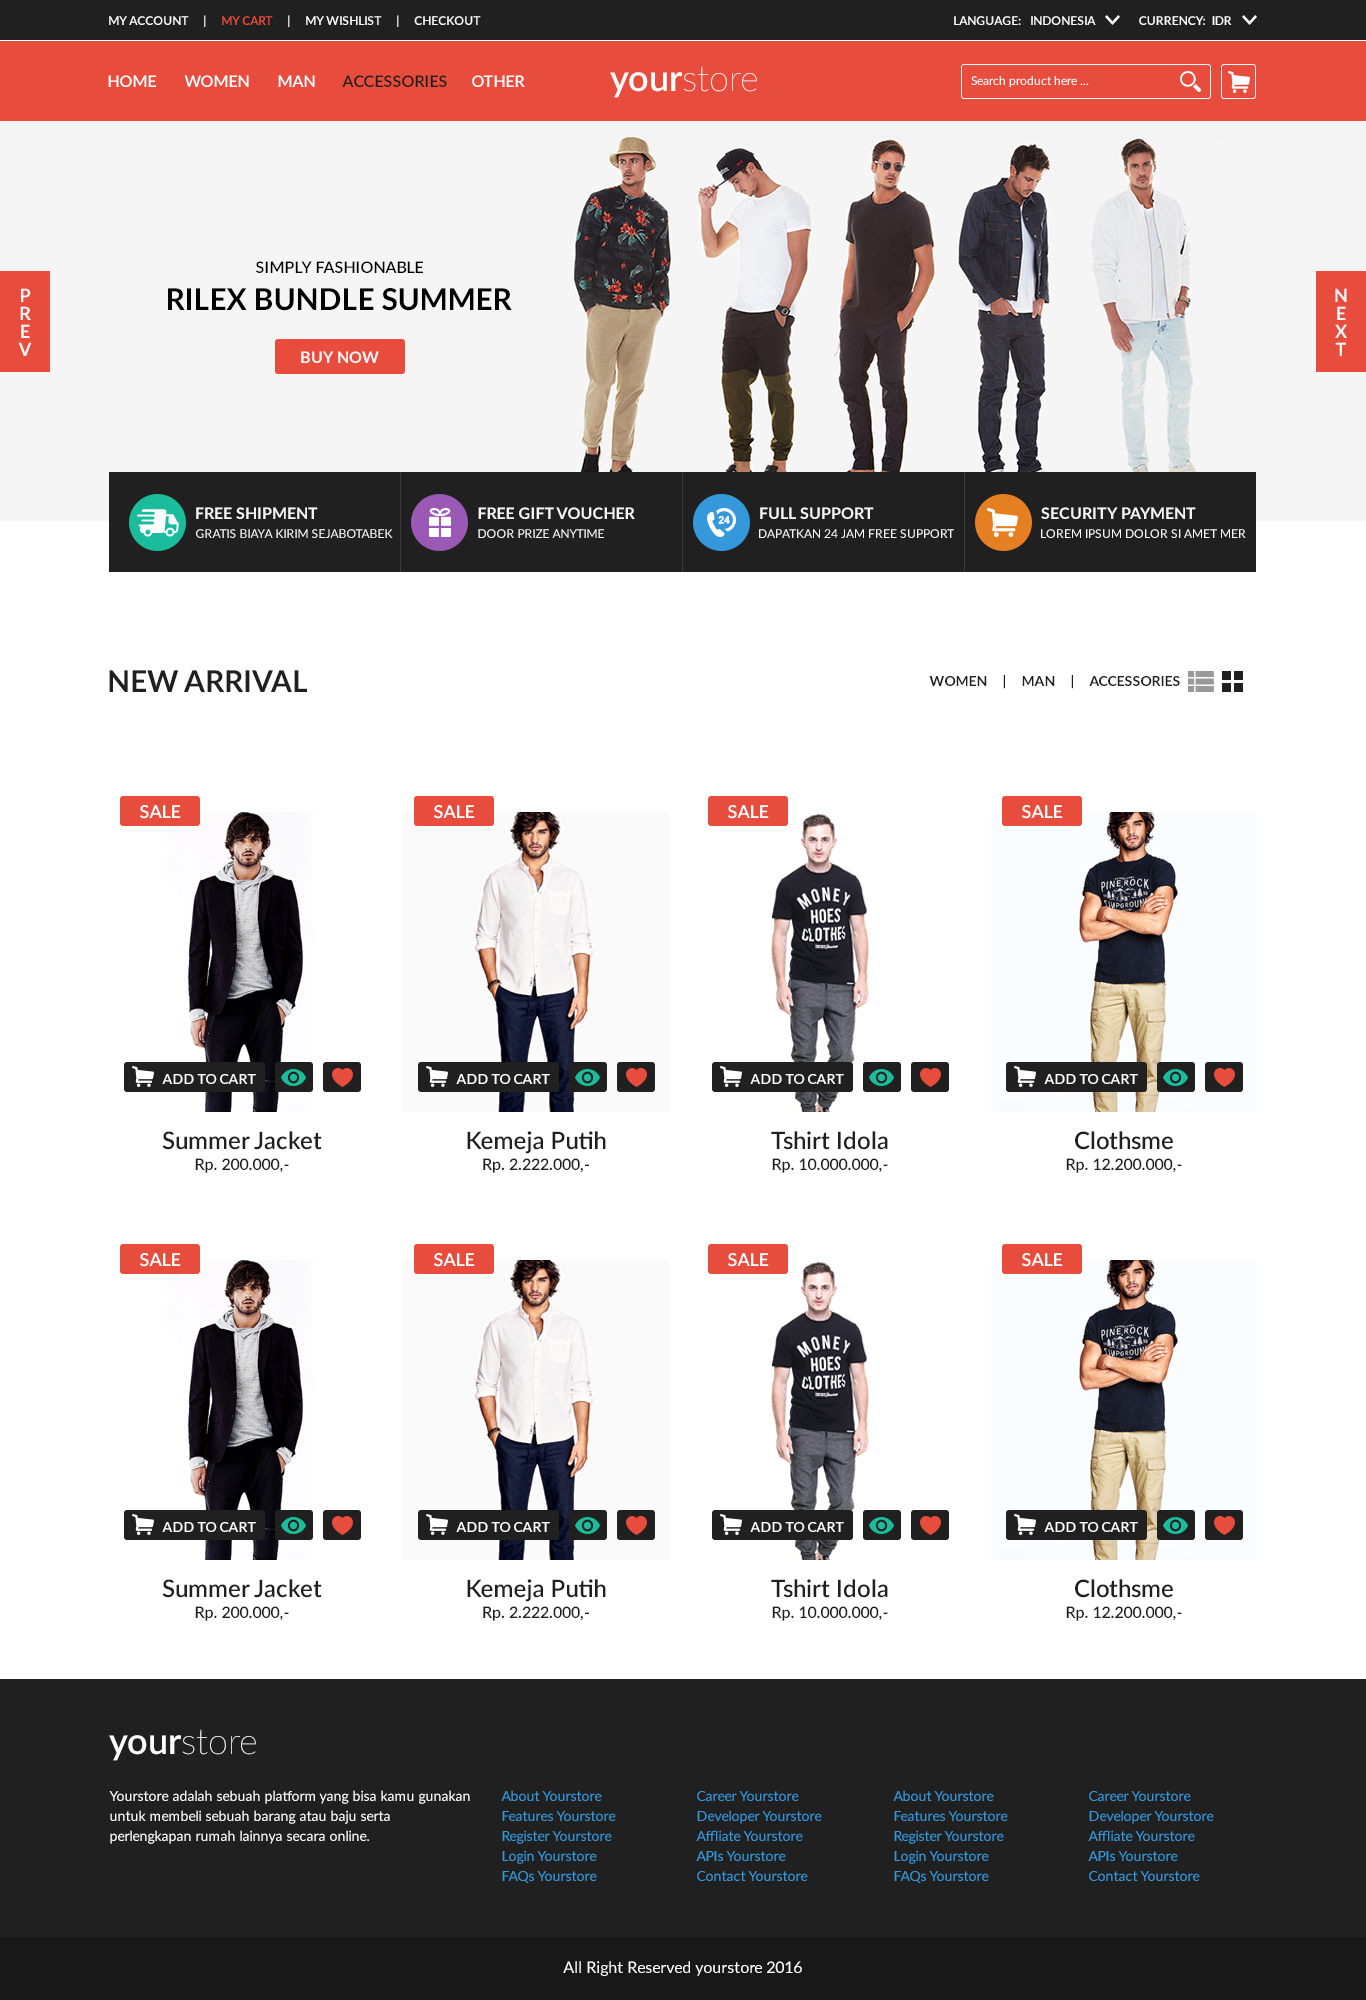 MY ACCOUNT | MY CART | MY WISHLIST | CHECKOUT LANGUAGE: INDONESIA CURRENCY: IDR
HOME WOMEN MAN ACCESSORIES OTHER yourstore Search product here ...
SIMPLY FASHIONABLE
RILEX BUNDLE SUMMER
BUY NOW
PREV
NEXT
FREE SHIPMENT
GRATIS BIAYA KIRIM SEJABOTABEK
FREE GIFT VOUCHER
DOOR PRIZE ANYTIME
24
FULL SUPPORT
DAPATKAN 24 JAM FREE SUPPORT
SECURITY PAYMENT
LOREM IPSUM DOLOR SI AMET MER
NEW ARRIVAL WOMEN | MAN | ACCESSORIES
SALE SALE SALE SALE
MONEY
HOES
CLOTHES
PINE ROCK
ADD TO CART ADD TO CART ADD TO CART ADD TO CART
Summer Jacket Kemeja Putih Tshirt Idola Clothsme
Rp. 200.000,- Rp. 2.222.000,- Rp. 10.000.000,- Rp. 12.200.000,-
SALE SALE SALE SALE
MONEY
HOES
CLOTHES
PINE ROCK
ADD TO CART ADD TO CART ADD TO CART ADD TO CART
Summer Jacket Kemeja Putih Tshirt Idola Clothsme
Rp. 200.000,- Rp. 2.222.000,- Rp. 10.000.000,- Rp. 12.200.000,-
yourstore
Yourstore adalah sebuah platform yang bisa kamu gunakan
untuk membeli sebuah barang atau baju serta
perlengkapan rumah lainnya secara online.
About Yourstore
Features Yourstore
Register Yourstore
Login Yourstore
FAQs Yourstore
Career Yourstore
Developer Yourstore
Affliate Yourstore
APIs Yourstore
Contact Yourstore
About Yourstore
Features Yourstore
Register Yourstore
Login Yourstore
FAQs Yourstore
Career Yourstore
Developer Yourstore
Affliate Yourstore
APIs Yourstore
Contact Yourstore
All Right Reserved yourstore 2016